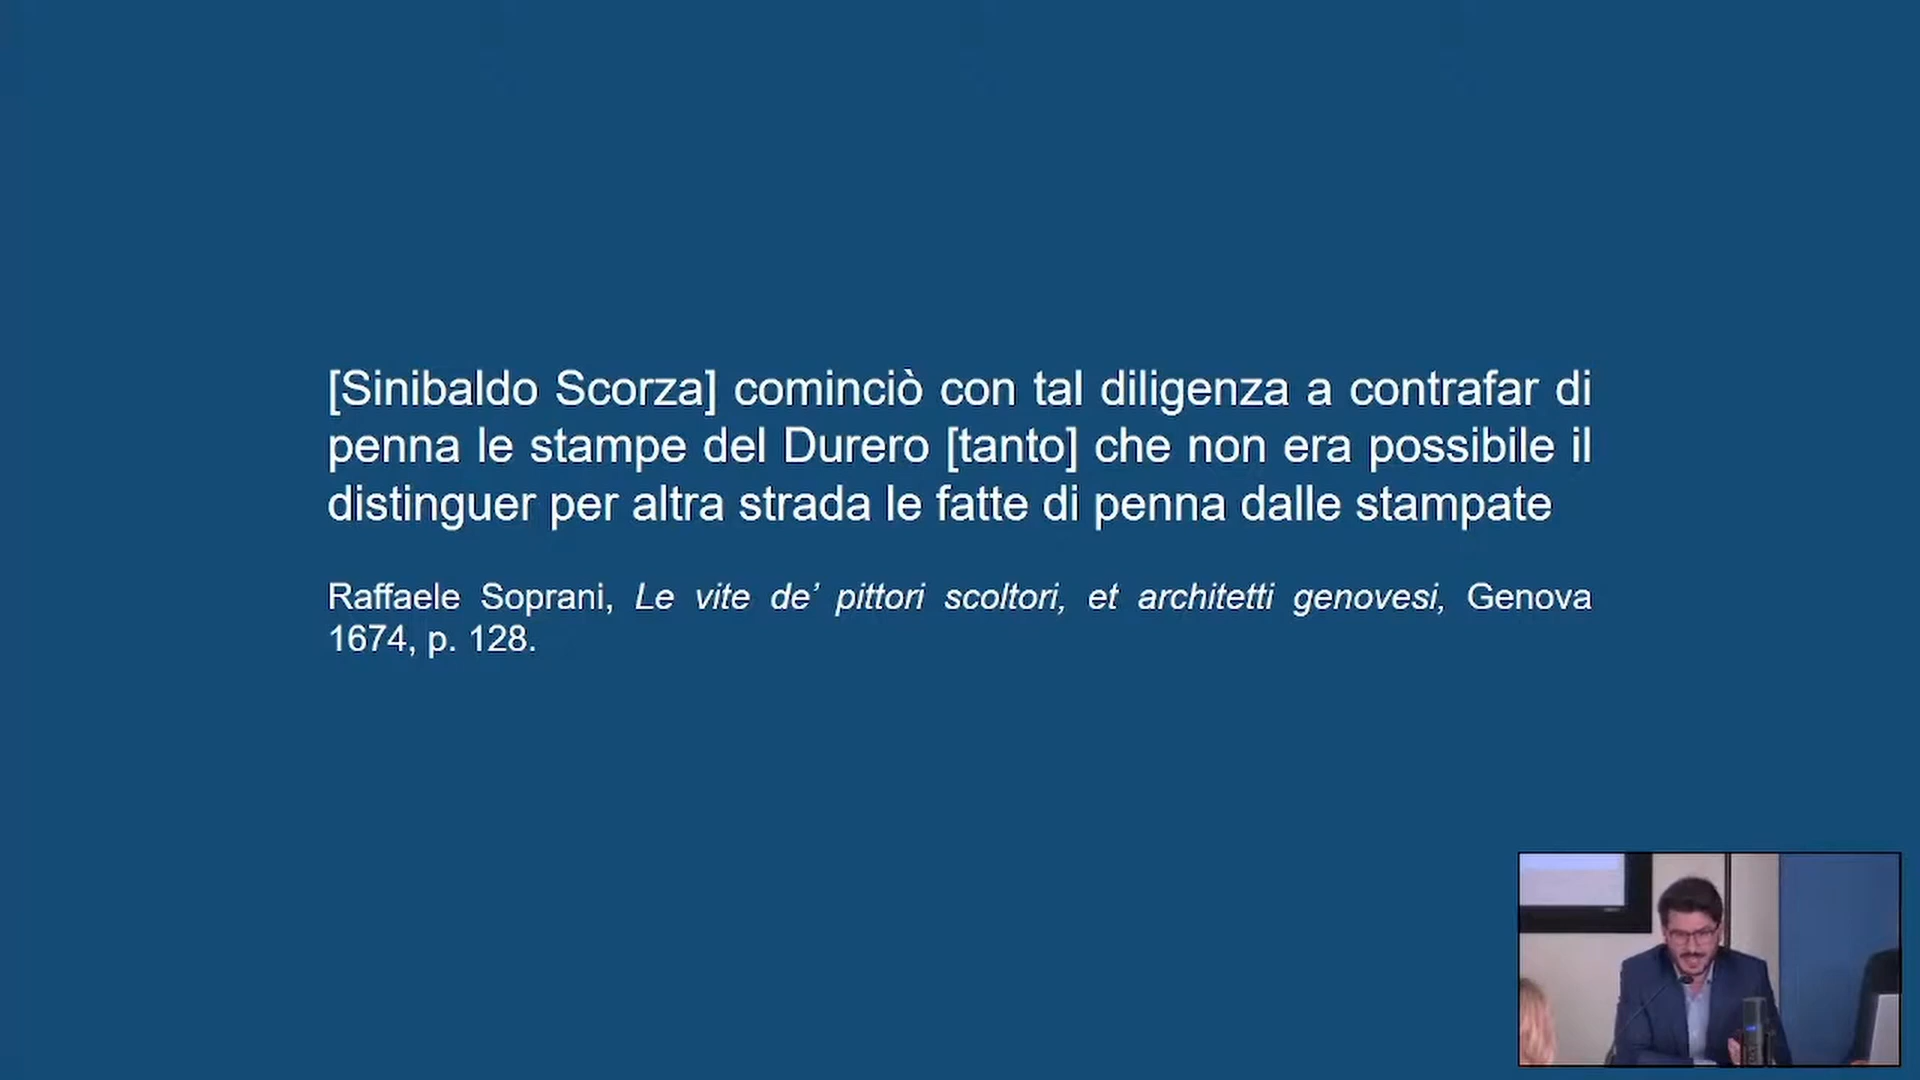 [Sinibaldo Scorza] cominciò con tal diligenza a contrafar di
penna le stampe del Durero [tanto] che non era possibile il
distinguer per altra strada le fatte di penna dalle stampate
Raffaele Soprani, Le vite de’ pittori scoltori, et architetti genovesi, Genova
1674, p. 128.